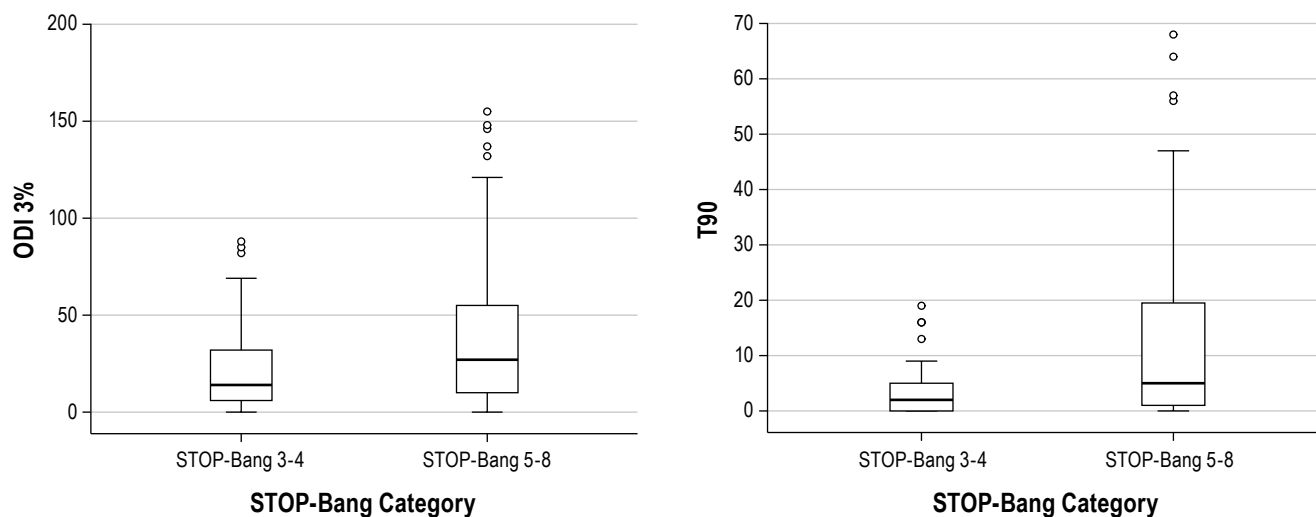 200
150
100
50
0
ODI 3%
STOP-Bang 3-4
STOP-Bang 5-8
STOP-Bang Category
70
60
50
40
30
20
10
0
T90
STOP-Bang 3-4
STOP-Bang 5-8
STOP-Bang Category